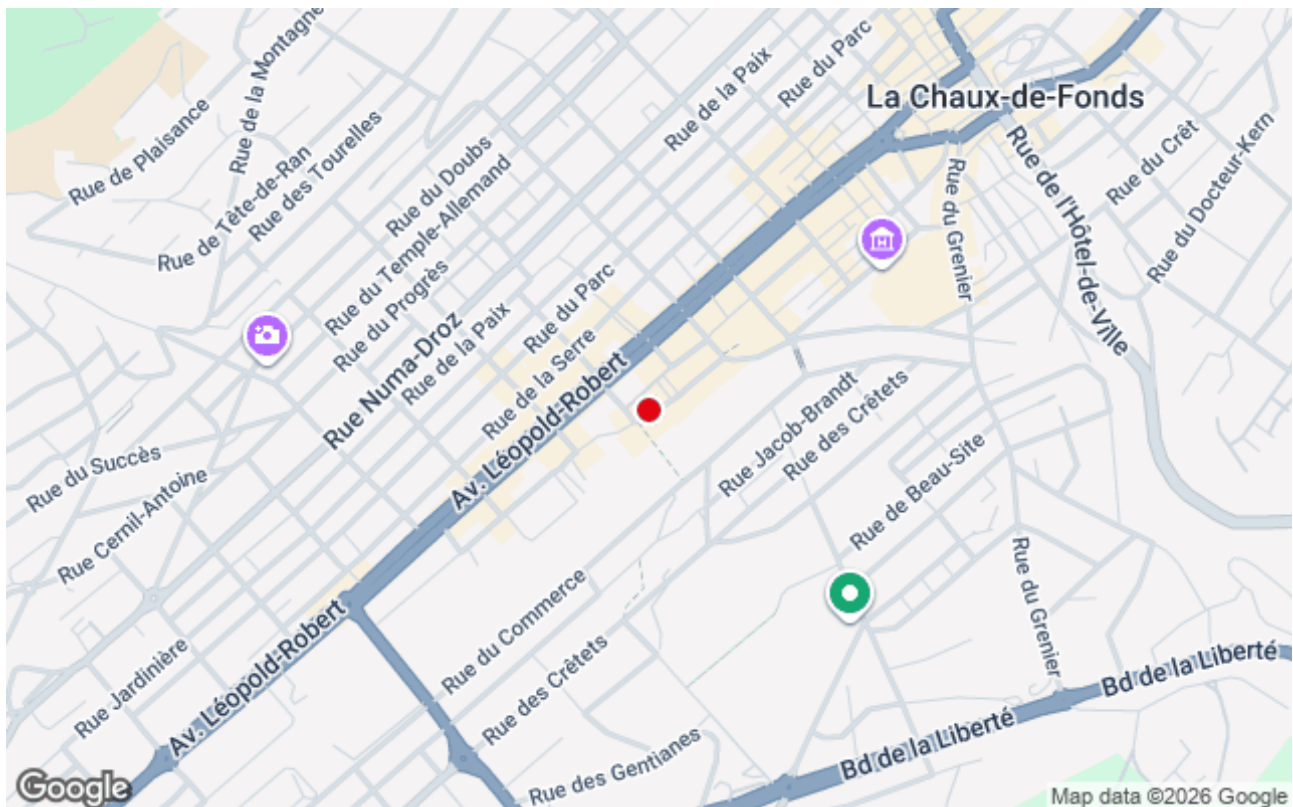 Rue du Parc
La Chaux-de-Fonds
Rue de la Montagne
Rue de la Paix
Rue de Plaisance
Rue des Tourelles
Rue du Doubs
Rue de l'Hôtel-de-Ville
Rue du Crêt
Rue du Docteur-Kern
Rue de Tête-de-Ran
Rue du Temple-Allemand
Rue du Grenier
Rue du Progrès
Rue du Parc
Rue Numa-Droz
Rue de la Paix
Rue de la Serre
Av. Léopold-Robert
Rue Jacob-Brandt
Rue des Crêtets
Rue du Succès
Rue Cernil-Antoine
Rue de Beau-Site
Rue du Grenier
Rue du Commerce
Av. Léopold-Robert
Rue Jardinière
Rue des Crêtets
Bd de la Liberté
Bd de la Liberté
Rue des Gentianes
Google
Map data ©2026 Google